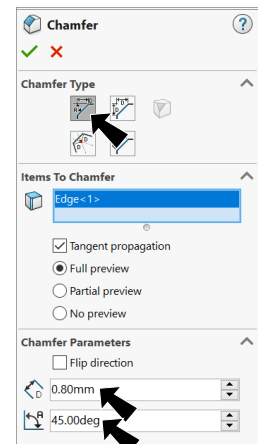 Chamfer
?
Chamfer Type
Items To Chamfer
Edge<1>
Tangent propagation
Full preview
Partial preview
No preview
Chamfer Parameters
Flip direction
D
0.80mm
A
45.00deg